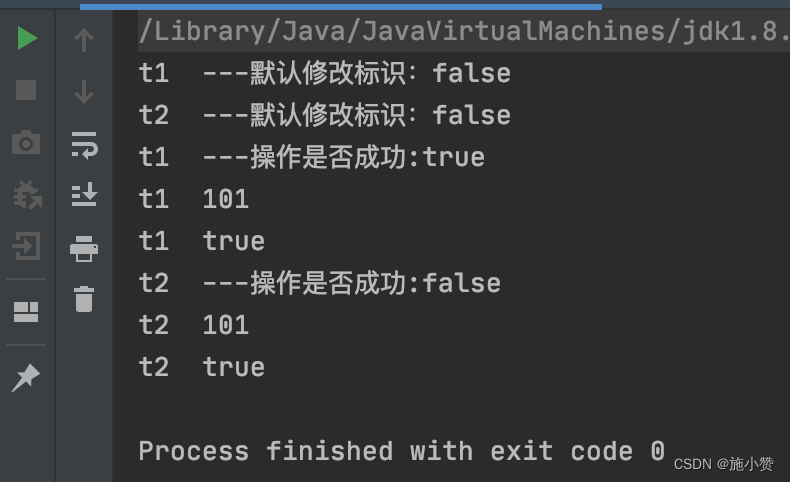 /Library/Java/JavaVirtualMachines/jdk1.8.
t1  ---默认修改标识：false
t2  ---默认修改标识：false
t1  ---操作是否成功:true
t1  101
t1  true
t2  ---操作是否成功:false
t2  101
t2  true
Process finished with exit code 0
CSDN @施小赞